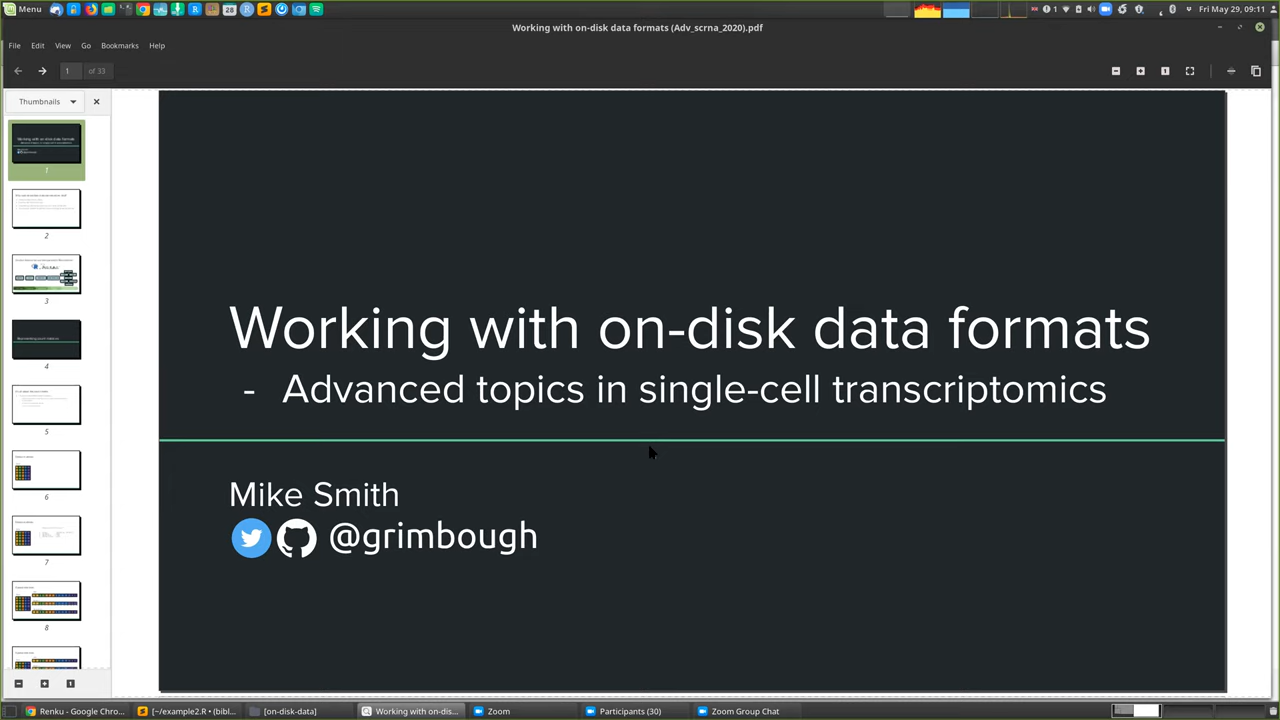 Menu
28
1
Fri May 29, 09:11
Working with on-disk data formats (Adv_scrna_2020).pdf
File Edit View Go Bookmarks Help
1 of 33
Thumbnails
1
2
3
4
5
6
7
8
Working with on-disk data formats
- Advanced topics in single-cell transcriptomics
Mike Smith
@grimbough
Renku - Google Chro...
[~/example2.R • (bibl...
[on-disk-data]
Working with on-dis...
Zoom
Participants (30)
Zoom Group Chat